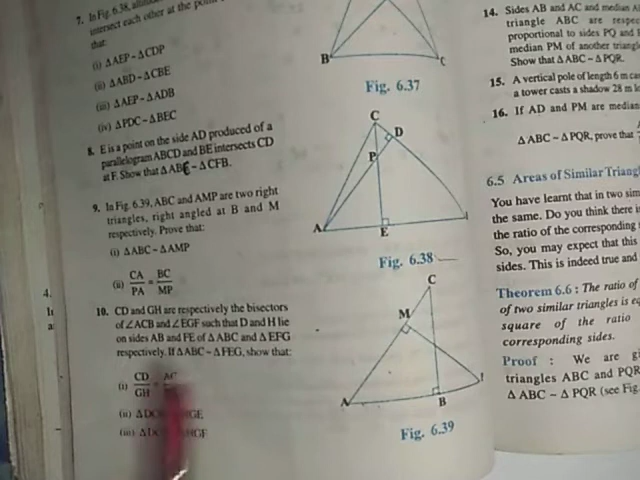 7. In Fig. 6.38,
intersect each other at the point
that:
(i) ΔAEP ~ ΔCDP
(ii) ΔABD ~ ΔCBE
(iii) ΔAEP ~ ΔADB
(iv) ΔPDC ~ ΔBEC
8. E is a point on the side AD produced of a
parallelogram ABCD and BE intersects CD
at F. Show that ΔABE ~ ΔCFB.
9. In Fig. 6.39, ABC and AMP are two right
triangles, right angled at B and M
respectively. Prove that:
(i) ΔABC ~ ΔAMP
(ii) CA/PA = BC/MP
10. CD and GH are respectively the bisectors
of ∠ACB and ∠EGF such that D and H lie
on sides AB and FE of ΔABC and ΔEFG
respectively. If ΔABC ~ ΔFEG, show that:
(i) CD/GH = AC
(ii)
(iii)
B C
Fig. 6.37
C
D
P
A
E
Fig. 6.38
C
M
A
B
Fig. 6.39
14. Sides AB and AC and median
triangle ABC are
proportional to sides PQ and
median PM of another
Show that ΔABC ~ ΔPQR.
15. A vertical pole of length 6 m
a tower casts a shadow 28 m
16. If AD and PM are
ΔABC ~ ΔPQR, prove that
6.5 Areas of Similar
You have learnt that in two
the same. Do you think there
the ratio of the corresponding
So, you may expect that this
sides. This is indeed true and
Theorem 6.6 : The ratio of
of two similar triangles is
square of the ratio
corresponding sides.
Proof : We are
triangles ABC and PQR
ΔABC ~ ΔPQR (see Fig.
4.